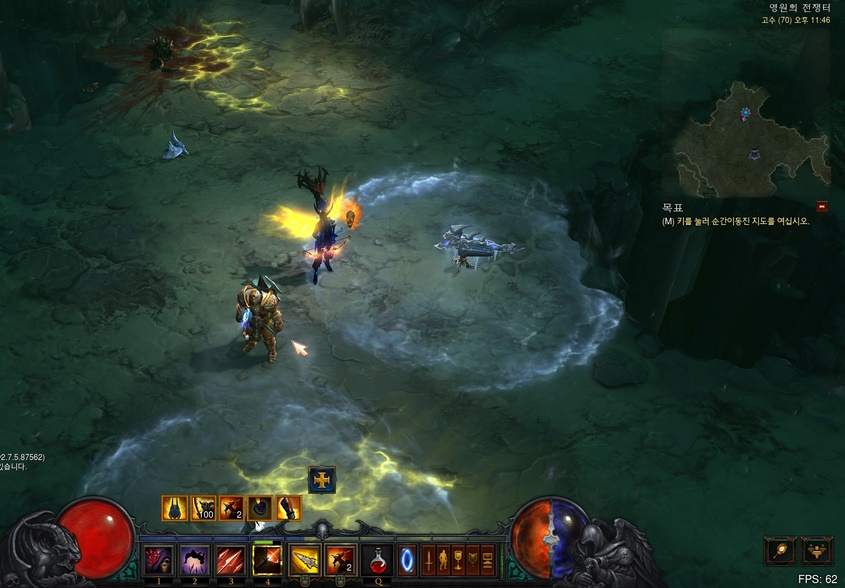 영원의 전쟁터
고수 (70) 오후 11:46
목표
(M) 키를 눌러 순간이동진 지도를 여십시오.
v2.7.5.87562)
있습니다.
100
2
1
2
3
4
2
Q
FPS: 62